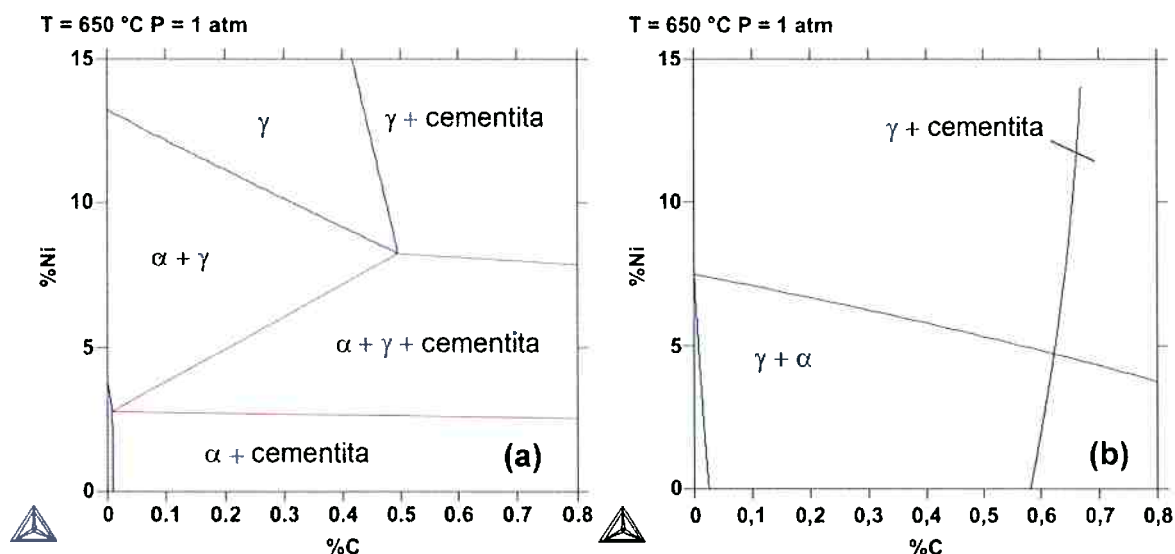 T = 650 °C P = 1 atm
15
10
5
0
%Ni
γ
γ + cementita
α + γ
α + γ + cementita
α + cementita
(a)
0 0.1 0.2 0.3 0.4 0.5 0.6 0.7 0.8
%C
T = 650 °C P = 1 atm
15
10
5
0
%Ni
γ + cementita
γ + α
(b)
0 0,1 0,2 0,3 0,4 0,5 0,6 0,7 0,8
%C